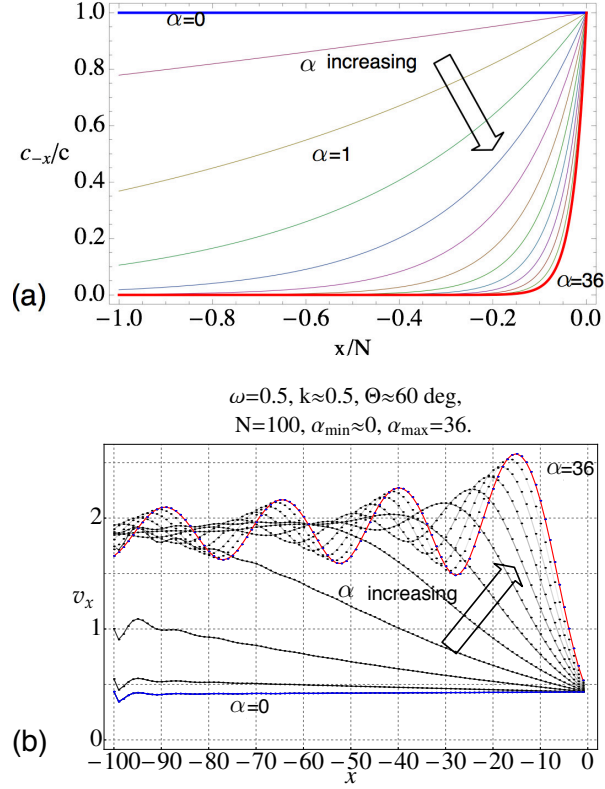 1.0
α=0
α increasing
0.8
0.6
c₋ₓ/c
α=1
0.4
0.2
(a)
α=36
0.0
−1.0 −0.8 −0.6 −0.4 −0.2 0.0
x/N
ω=0.5, k≈0.5, Θ≈60 deg,
N=100, αmin≈0, αmax=36.
α=36
2
α increasing
vₓ
1
α=0
(b)
0
−100 −90 −80 −70 −60 −50 −40 −30 −20 −10 0
x